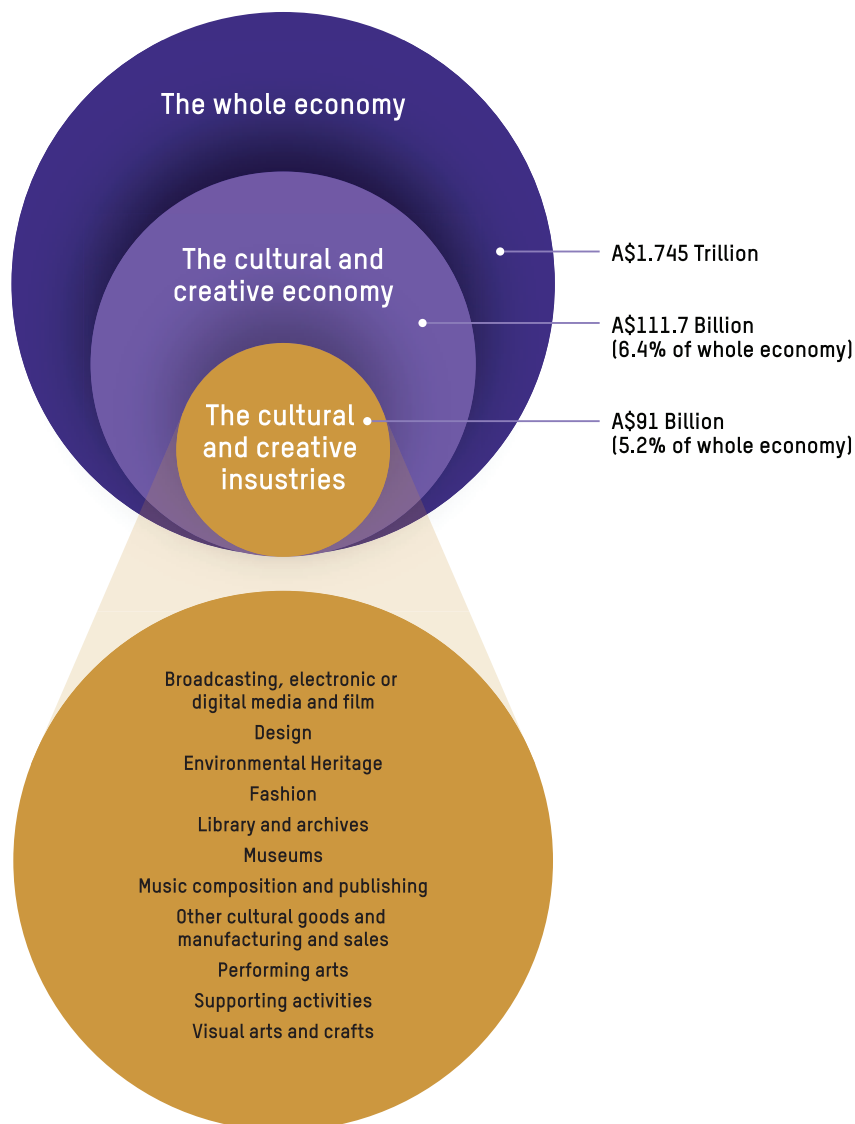 The whole economy
The cultural and
creative economy
The cultural
and creative
insustries
A$1.745 Trillion
A$111.7 Billion
(6.4% of whole economy)
A$91 Billion
(5.2% of whole economy)
Broadcasting, electronic or
digital media and film
Design
Environmental Heritage
Fashion
Library and archives
Museums
Music composition and publishing
Other cultural goods and
manufacturing and sales
Performing arts
Supporting activities
Visual arts and crafts